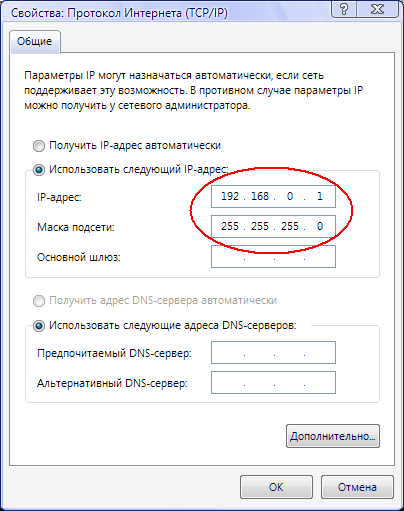 Свойства: Протокол Интернета (TCP/IP)
Общие
Параметры IP могут назначаться автоматически, если сеть
поддерживает эту возможность. В противном случае параметры IP
можно получить у сетевого администратора.
Получить IP-адрес автоматически
Использовать следующий IP-адрес:
IP-адрес: 192 . 168 . 0 . 1
Маска подсети: 255 . 255 . 255 . 0
Основной шлюз: . . .
Получить адрес DNS-сервера автоматически
Использовать следующие адреса DNS-серверов:
Предпочитаемый DNS-сервер: . . .
Альтернативный DNS-сервер: . . .
Дополнительно...
OK Отмена